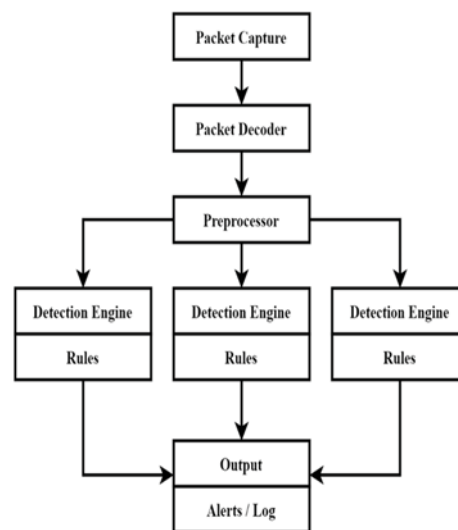 Packet Capture
Packet Decoder
Preprocessor
Detection Engine
Detection Engine
Detection Engine
Rules
Rules
Rules
Output
Alerts / Log